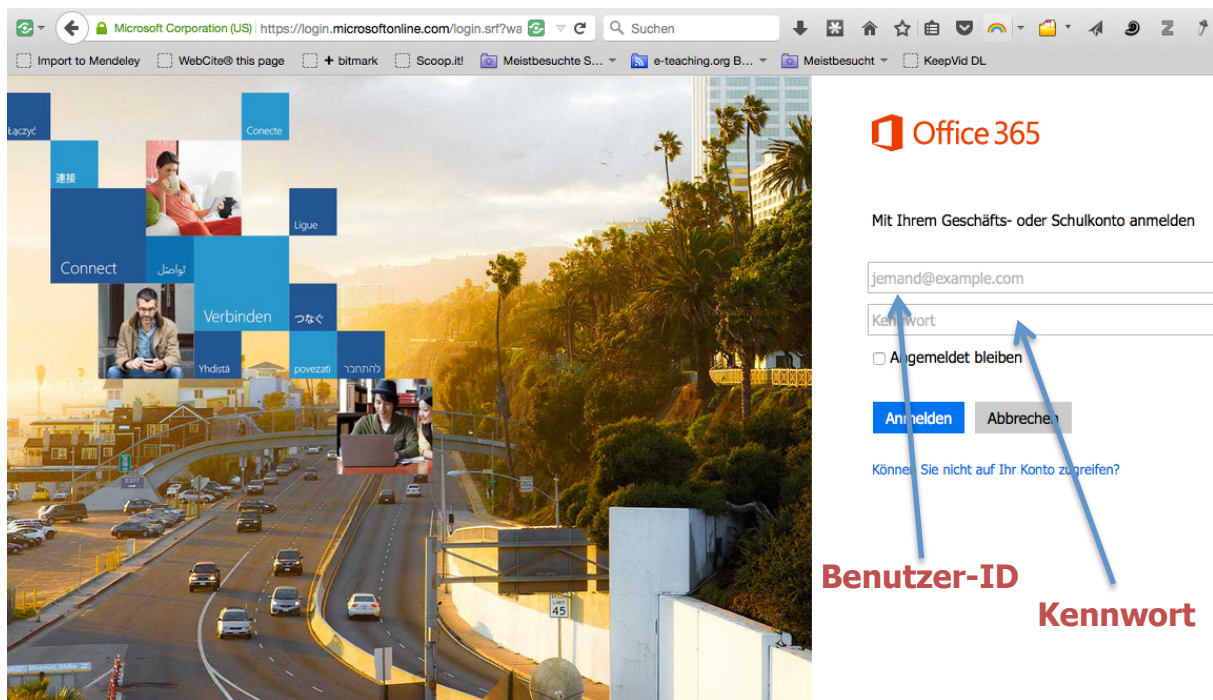 Microsoft Corporation (US) https://login.microsoftonline.com/login.srf?wa Suchen
Import to Mendeley WebCite® this page + bitmark Scoop.it! Meistbesuchte S... e-teaching.org B... Meistbesucht KeepVid DL
Łączyć
Conecte
連接
Ligue
Connect
تواصَل
Verbinden
つなぐ
Yhdistä
povezati
להתחבר
EXIT
LIMIT
45
Office 365
Mit Ihrem Geschäfts- oder Schulkonto anmelden
jemand@example.com
Kennwort
Angemeldet bleiben
Anmelden Abbrechen
Können Sie nicht auf Ihr Konto zugreifen?
Benutzer-ID
Kennwort